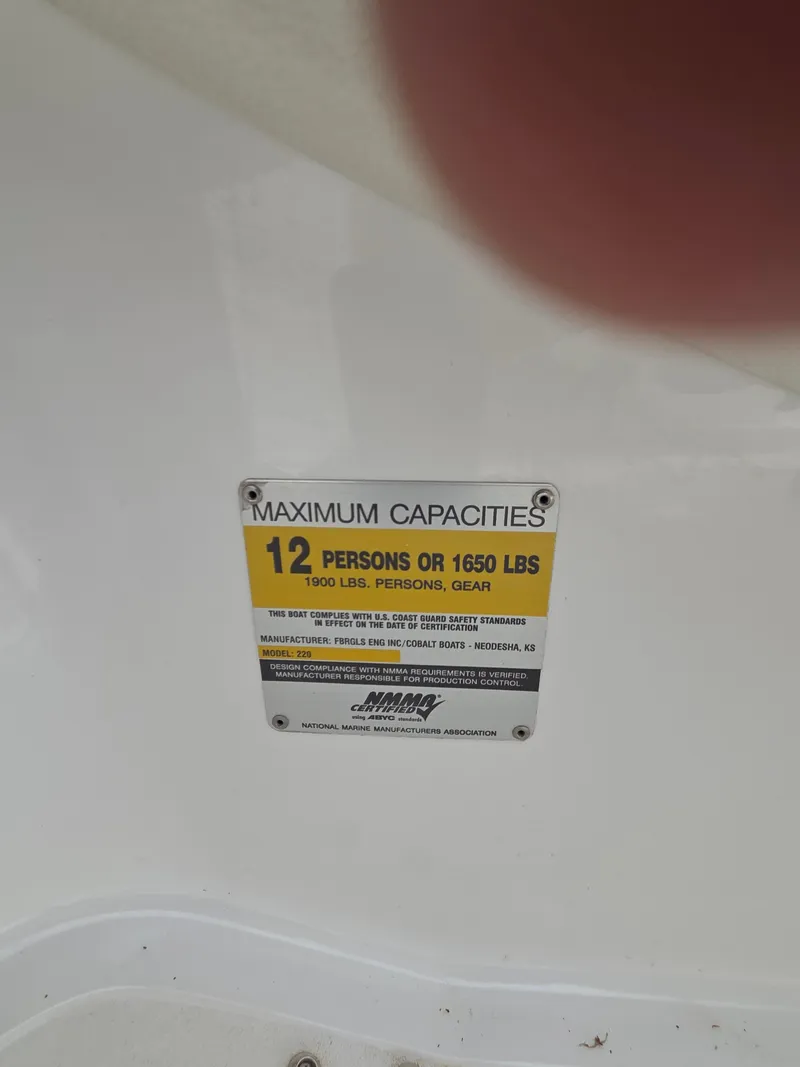 MAXIMUM CAPACITIES
12 PERSONS OR 1650 LBS
1900 LBS. PERSONS, GEAR
THIS BOAT COMPLIES WITH U.S. COAST GUARD SAFETY STANDARDS
IN EFFECT ON THE DATE OF CERTIFICATION
MANUFACTURER: FBRGLS ENG INC/COBALT BOATS - NEODESHA, KS
MODEL: 220
DESIGN COMPLIANCE WITH NMMA REQUIREMENTS IS VERIFIED.
MANUFACTURER RESPONSIBLE FOR PRODUCTION CONTROL.
NMMA®
CERTIFIED
using ABYC standards
NATIONAL MARINE MANUFACTURERS ASSOCIATION